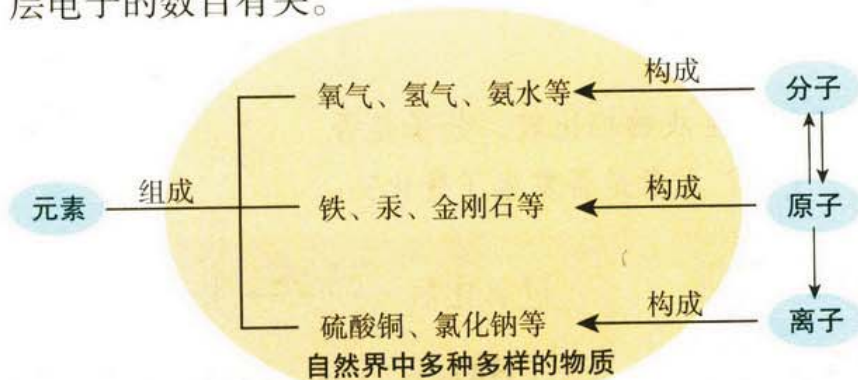 层电子的数目有关。
氧气、氢气、氨水等 构成 分子
元素 组成 铁、汞、金刚石等 构成 原子
硫酸铜、氯化钠等 构成 离子
自然界中多种多样的物质